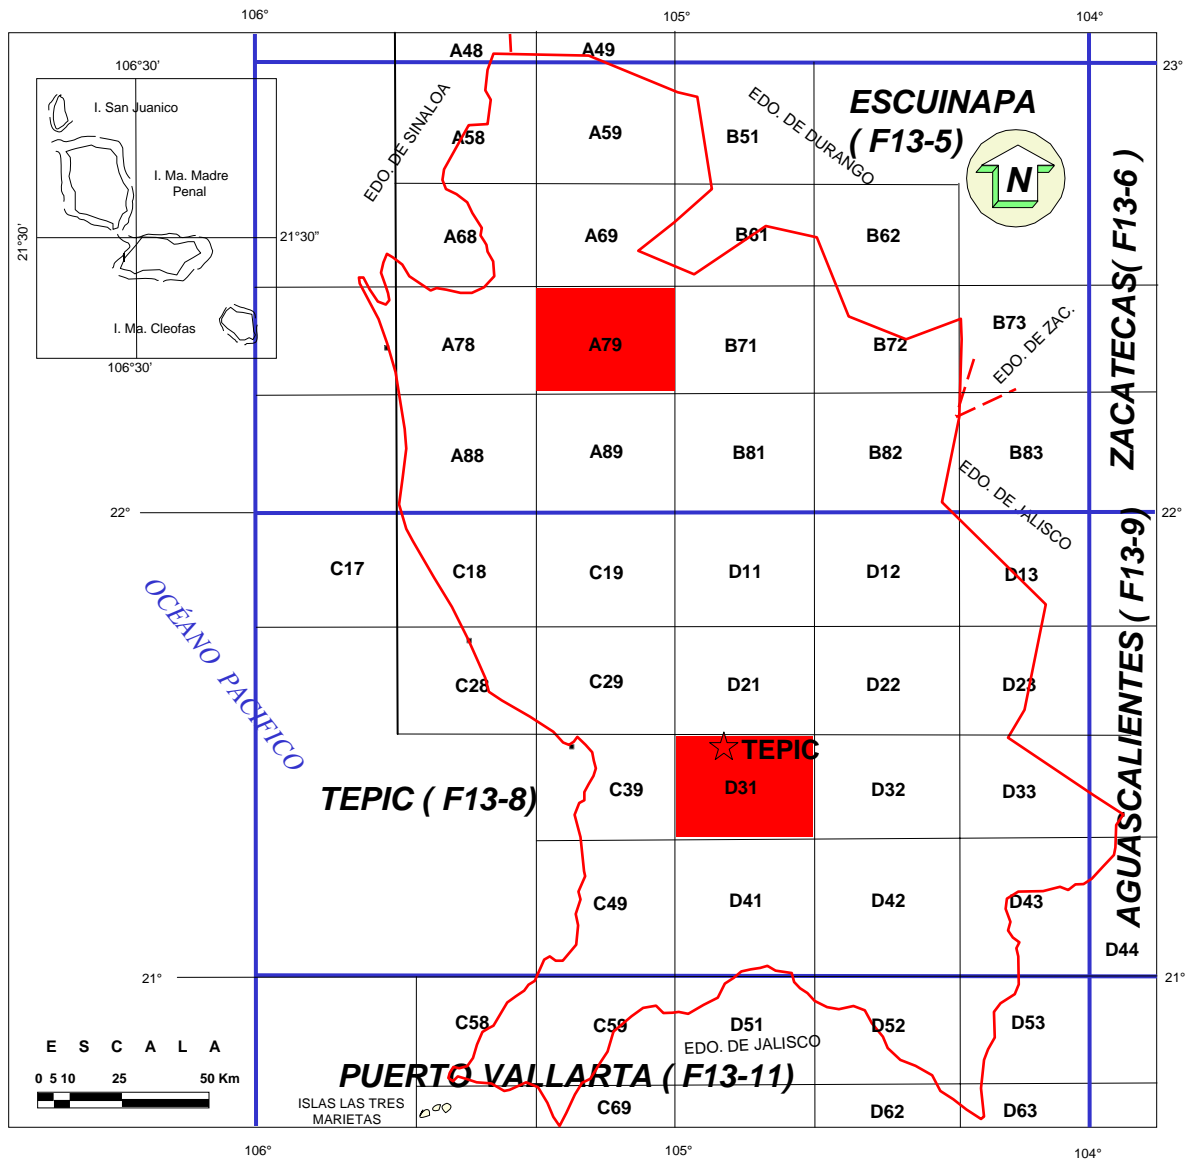 106°
105°
104°
A48
A49
23°
106°30'
I. San Juanico
I. Ma. Madre
Penal
21°30'
21°30"
I. Ma. Cleofas
106°30'
EDO. DE SINALOA
EDO. DE DURANGO
ESCUINAPA
( F13-5)
N
A58
A59
B51
A68
A69
B61
B62
ZACATECAS( F13-6 )
A78
A79
B71
B72
B73
EDO. DE ZAC.
A88
A89
B81
B82
B83
EDO. DE JALISCO
22°
22°
C17
C18
C19
D11
D12
D13
OCÉANO PACIFICO
AGUASCALIENTES ( F13-9)
C28
C29
D21
D22
D23
TEPIC
TEPIC ( F13-8)
C39
D31
D32
D33
C49
D41
D42
D43
D44
21°
21°
C58
C59
D51
D52
D53
EDO. DE JALISCO
E S C A L A
0 5 10 25 50 Km
PUERTO VALLARTA ( F13-11)
ISLAS LAS TRES
MARIETAS
C69
D62
D63
106°
105°
104°